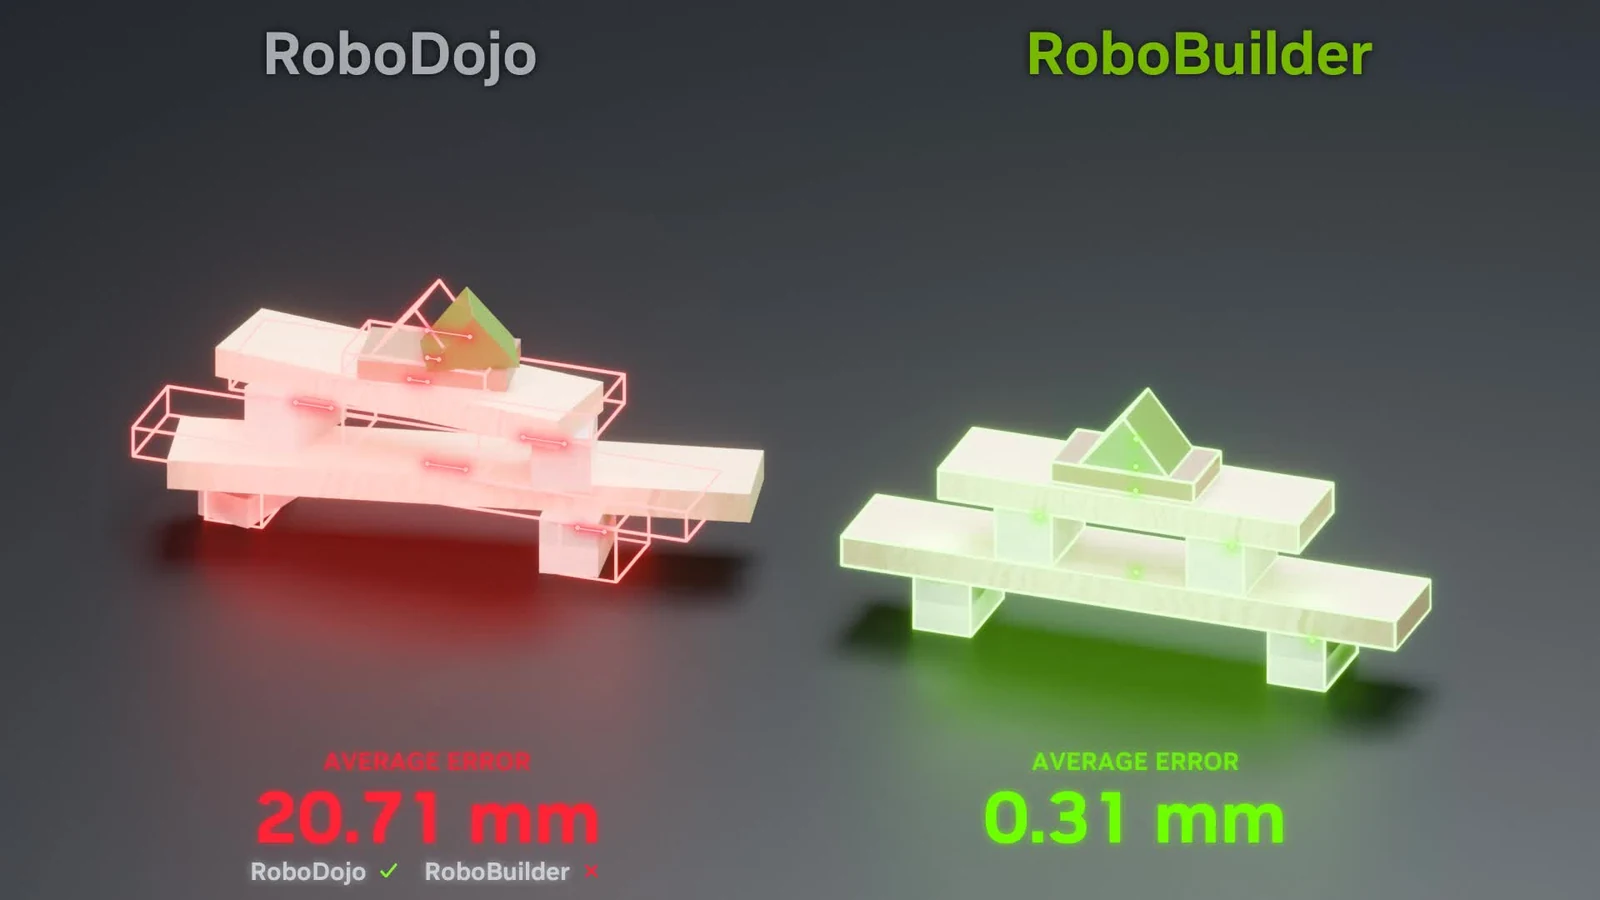 RoboDojo
RoboBuilder
AVERAGE ERROR
20.71 mm
RoboDojo ✓ RoboBuilder ×
AVERAGE ERROR
0.31 mm